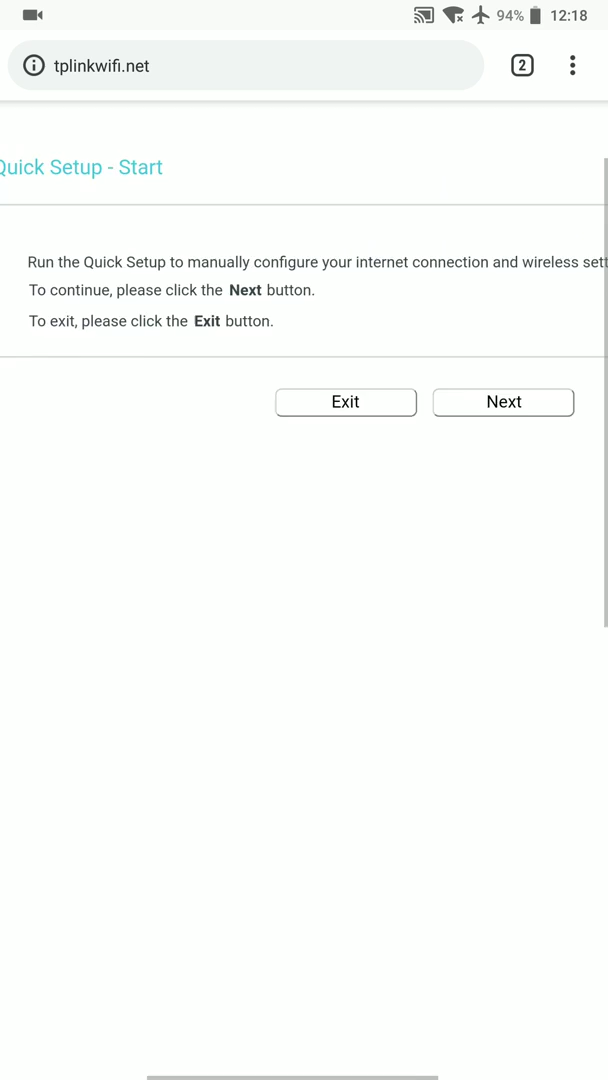 94% 12:18
tplinkwifi.net 2
Quick Setup - Start
Run the Quick Setup to manually configure your internet connection and wireless sett
To continue, please click the Next button.
To exit, please click the Exit button.
Exit Next